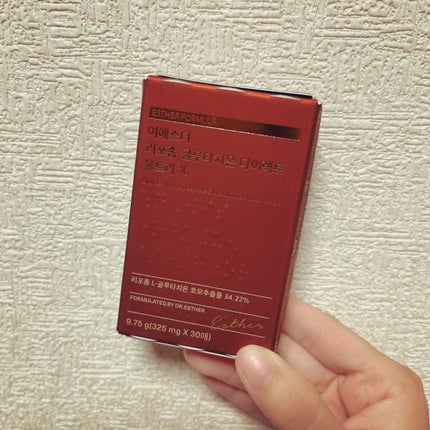 ESTHER FORMULA
여에스더
리포좀 글루타치온 다이렉트
울트라 X
리포좀 L-글루타치온 효모추출물 34.22%
FORMULATED BY DR.ESTHER
Esther
9.75 g(325 mg X 30매)